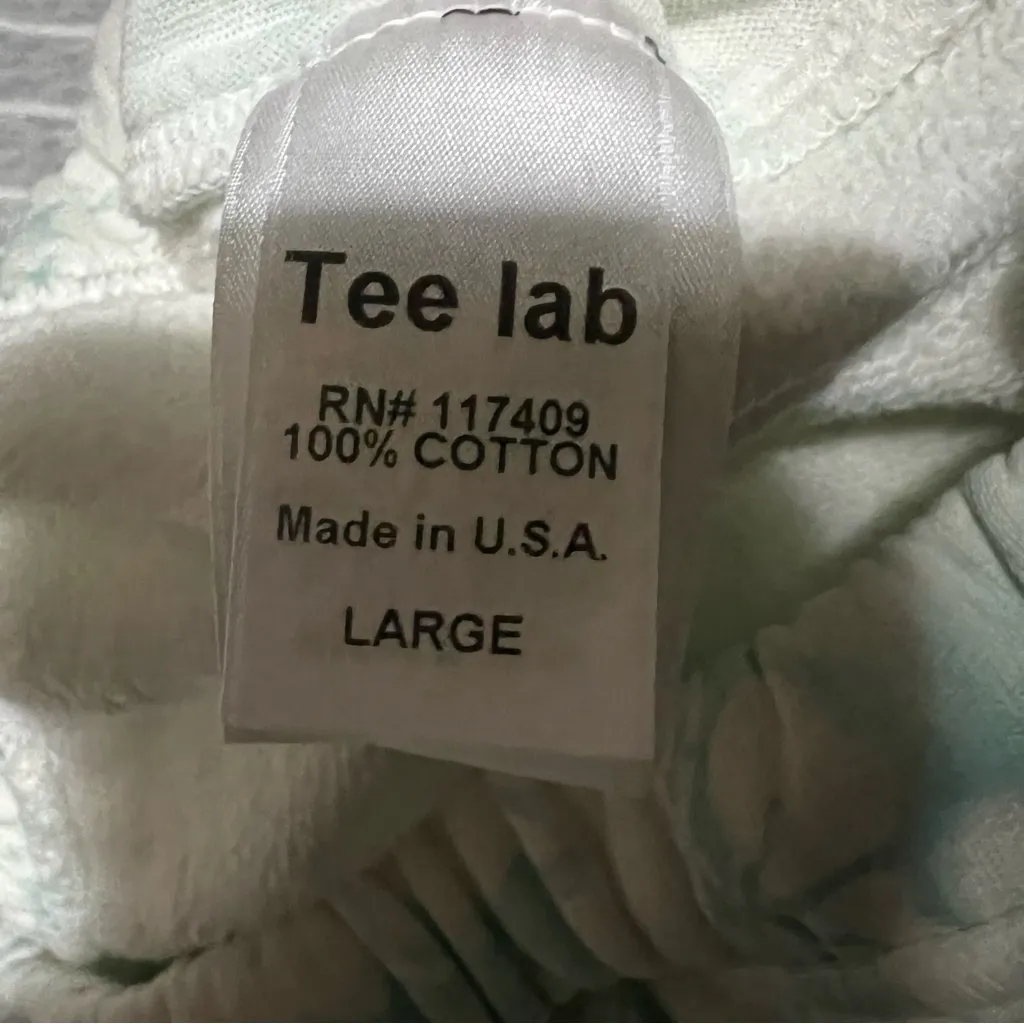 Tee lab
RN# 117409
100% COTTON
Made in U.S.A.
LARGE